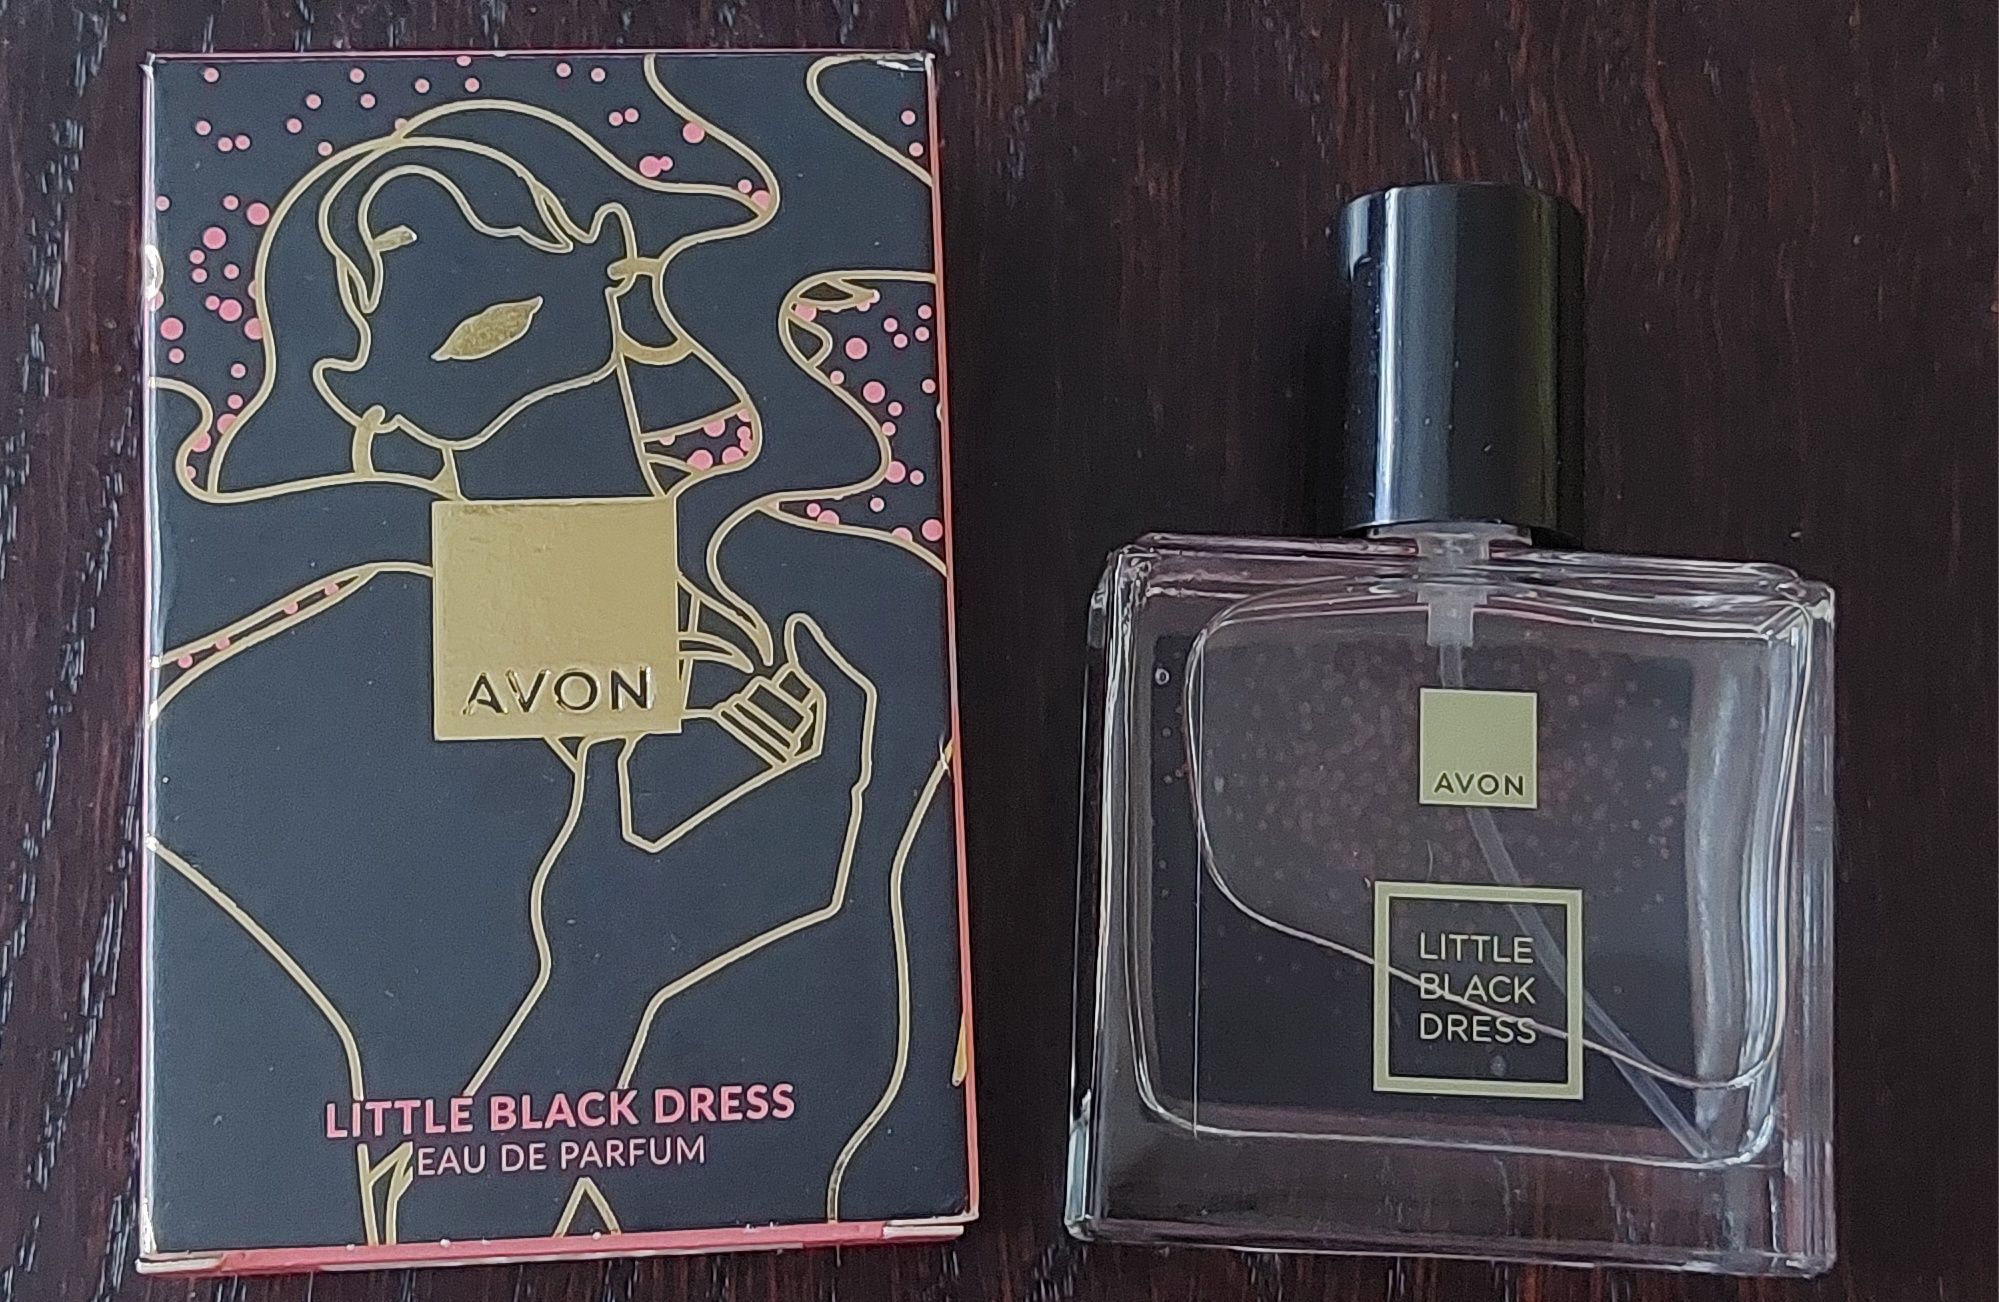 AVON
LITTLE BLACK DRESS
EAU DE PARFUM
AVON
LITTLE
BLACK
DRESS